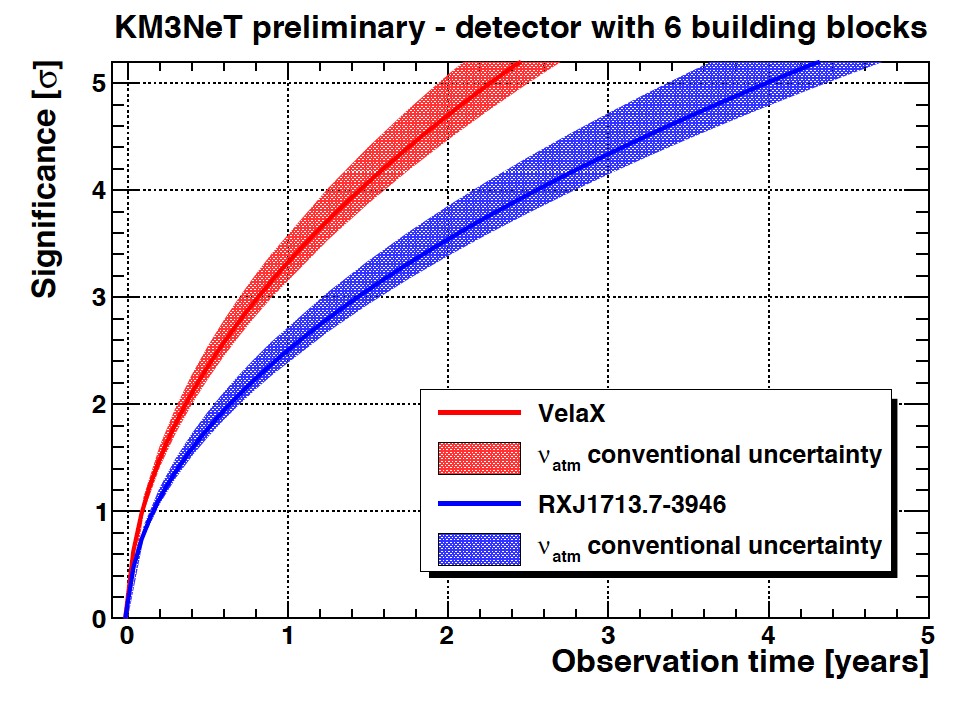 KM3NeT preliminary - detector with 6 building blocks
Significance [σ]
5
4
3
2
1
0
VelaX
νatm conventional uncertainty
RXJ1713.7-3946
νatm conventional uncertainty
0 1 2 3 4 5
Observation time [years]